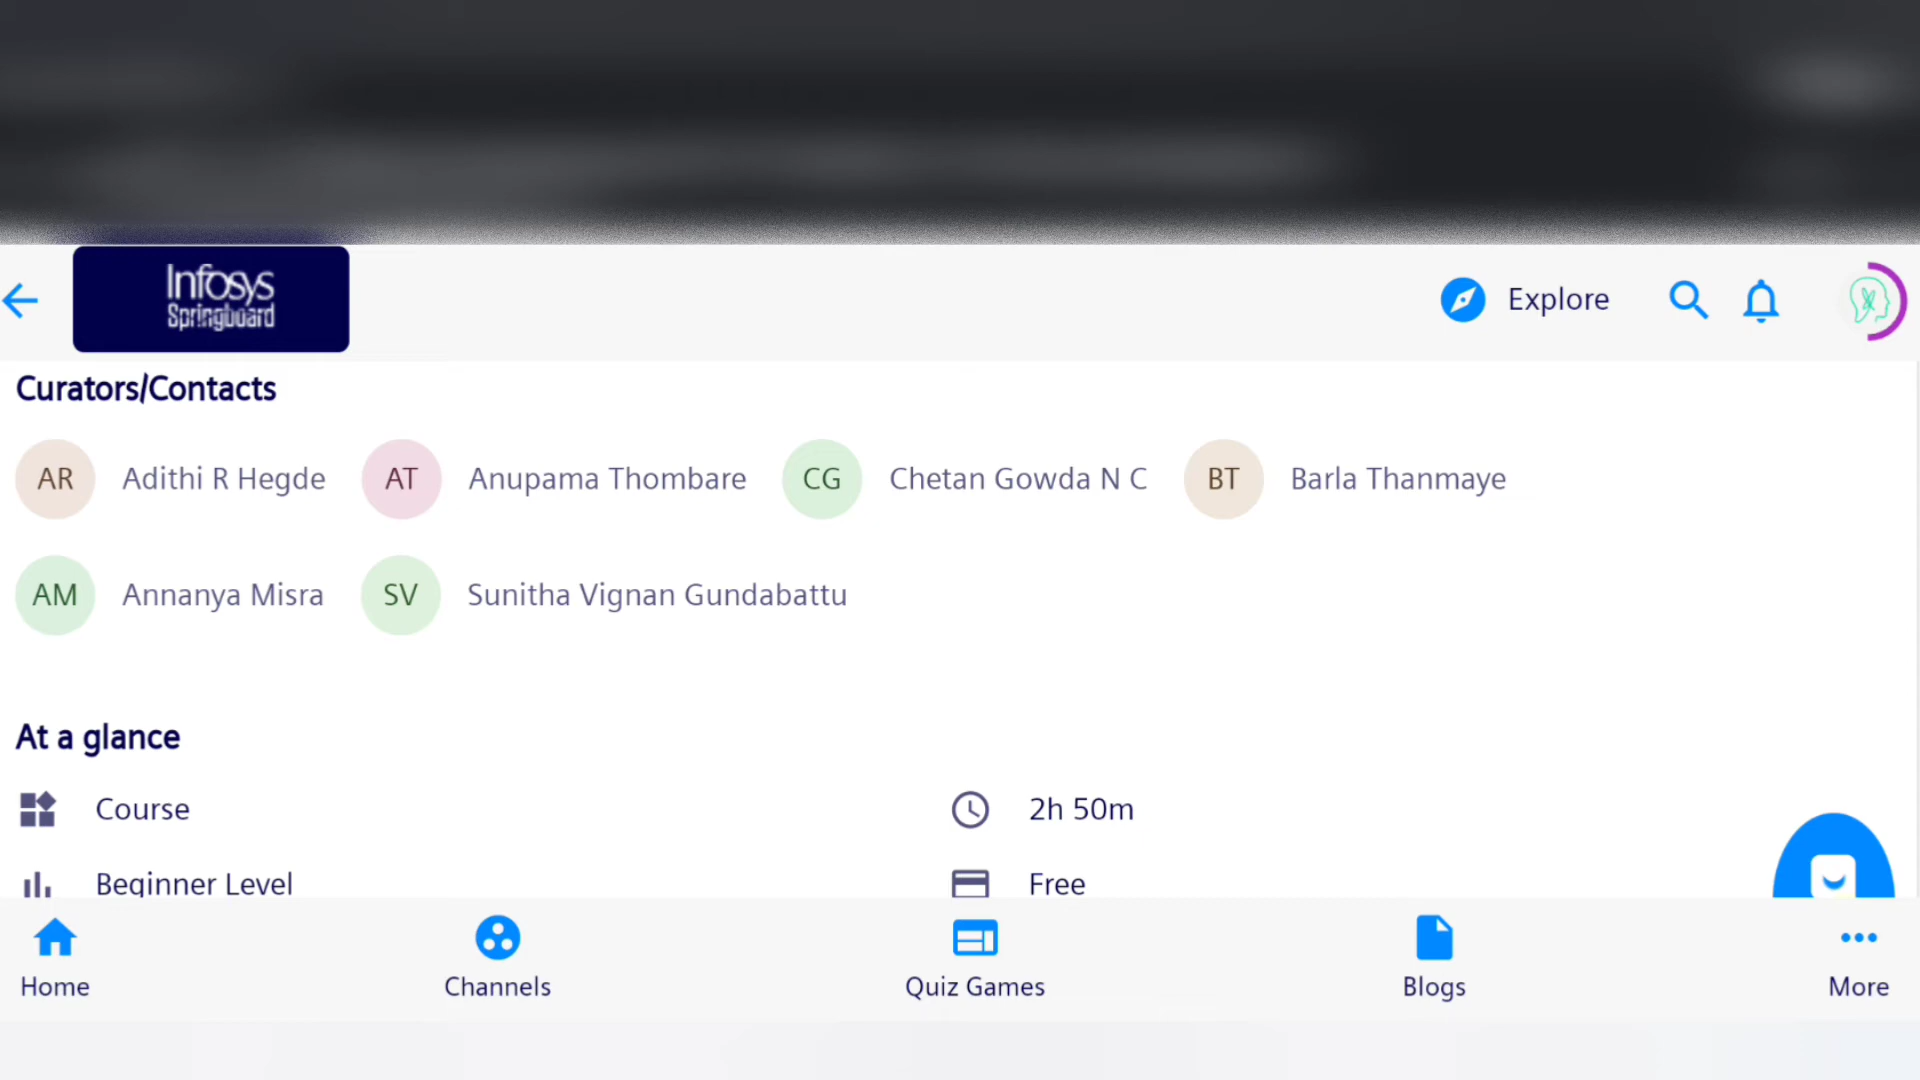 Infosys
Springboard
Explore
Curators/Contacts
AR Adithi R Hegde AT Anupama Thombare CG Chetan Gowda N C BT Barla Thanmaye
AM Annanya Misra SV Sunitha Vignan Gundabattu
At a glance
Course 2h 50m
Beginner Level Free
Home Channels Quiz Games Blogs More